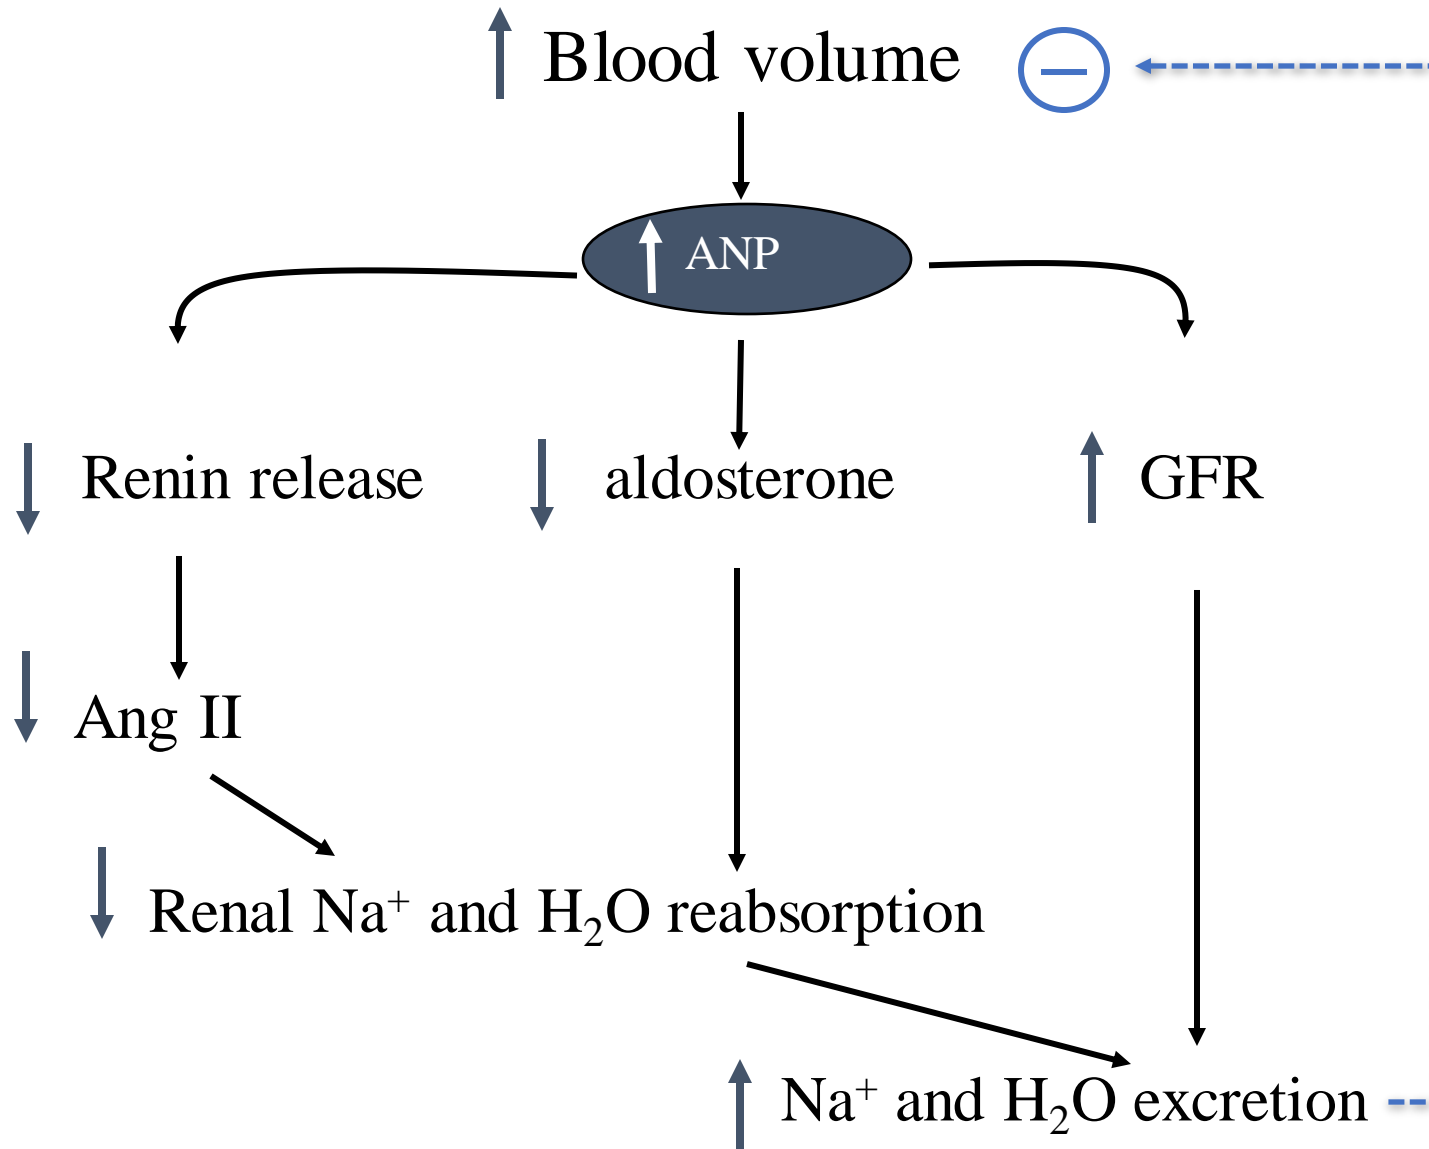 Blood volume
ANP
Renin release
aldosterone
GFR
Ang II
Renal Na⁺ and H₂O reabsorption
Na⁺ and H₂O excretion